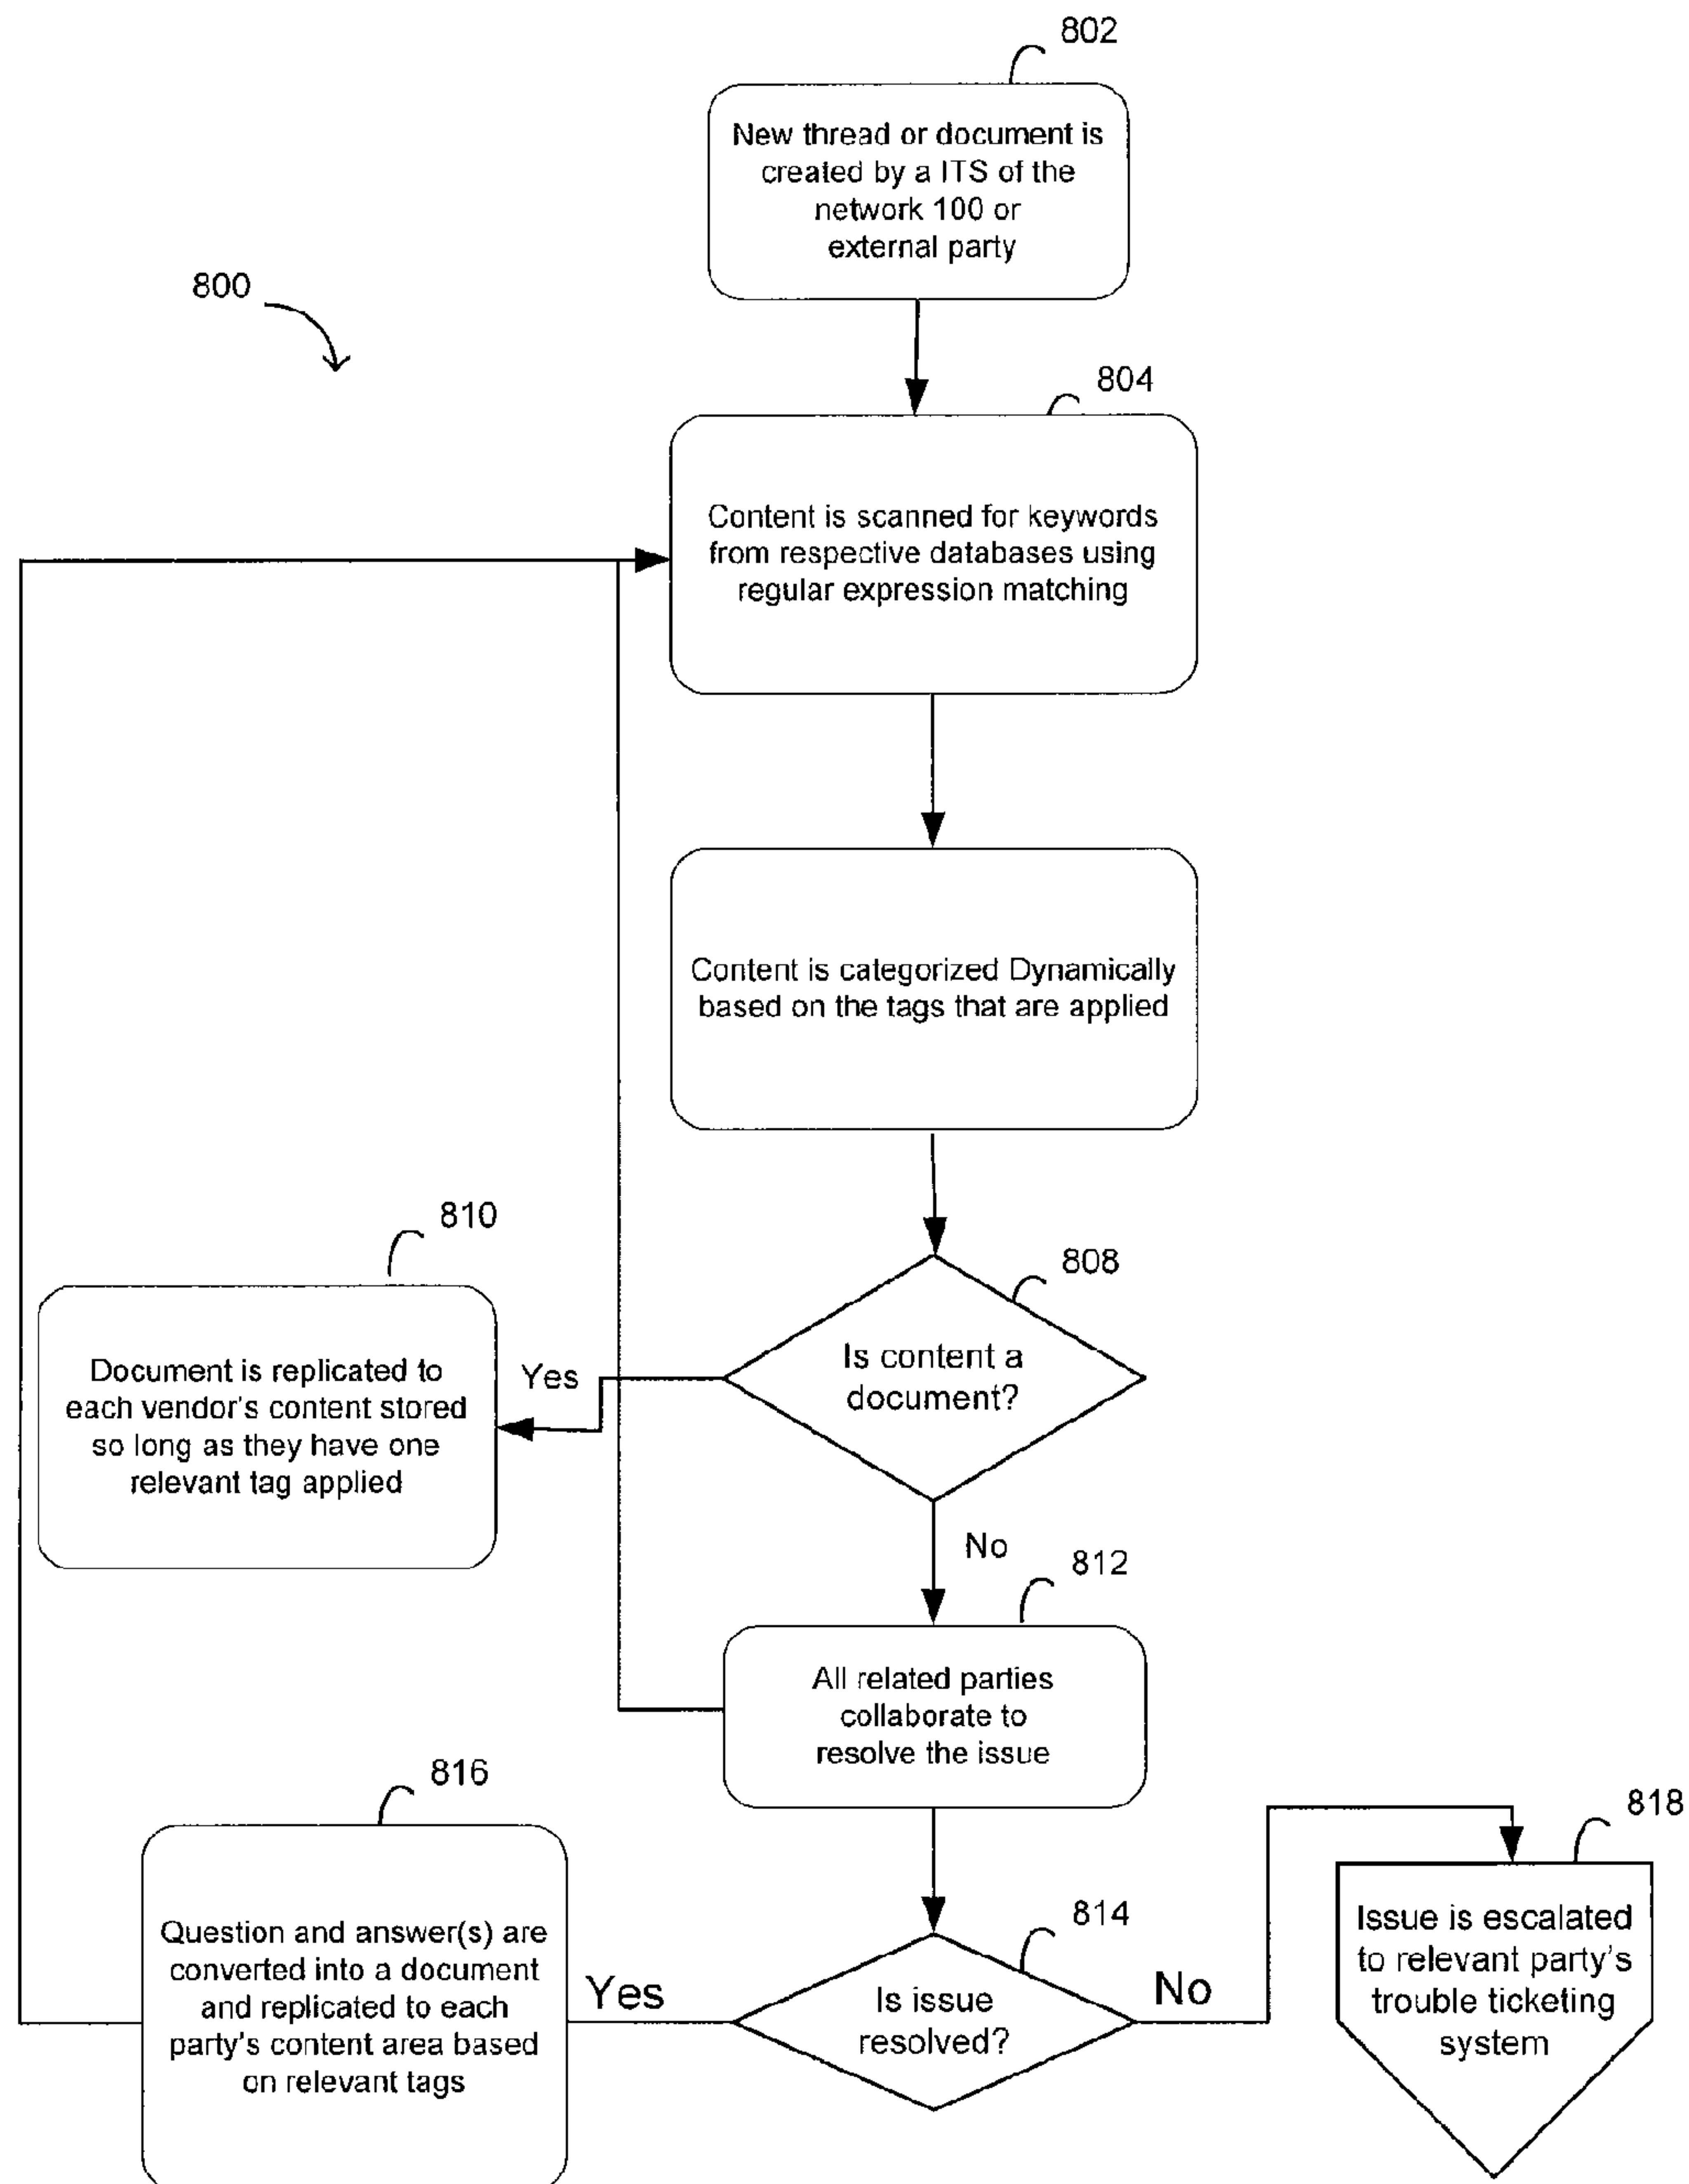 802
New thread or document is
created by a ITS of the
network 100 or
external party
800
804
Content is scanned for keywords
from respective databases using
regular expression matching
Content is categorized Dynamically
based on the tags that are applied
810
808
Document is replicated to
each vendor's content stored
so long as they have one
relevant tag applied
Yes
Is content a
document?
No
812
All related parties
collaborate to
resolve the issue
816
818
Question and answer(s) are
converted into a document
and replicated to each
party's content area based
on relevant tags
Yes
814
Is issue
resolved?
No
Issue is escalated
to relevant party's
trouble ticketing
system